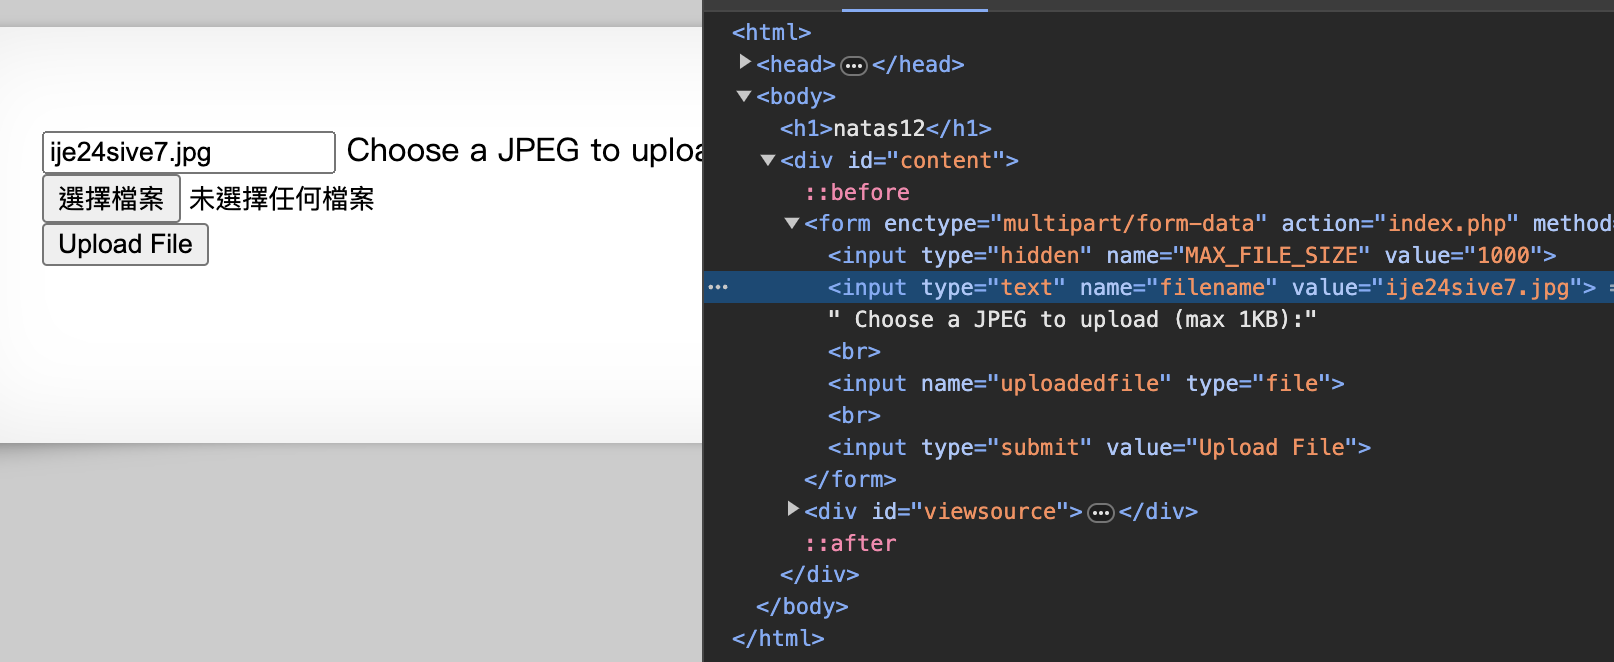 ije24sive7.jpg Choose a JPEG to uploa
選擇檔案 未選擇任何檔案
Upload File
<html>
<head> ••• </head>
<body>
<h1>natas12</h1>
<div id="content">
::before
<form enctype="multipart/form-data" action="index.php" method=
<input type="hidden" name="MAX_FILE_SIZE" value="1000">
••• <input type="text" name="filename" value="ije24sive7.jpg"> =
" Choose a JPEG to upload (max 1KB):"
<br>
<input name="uploadedfile" type="file">
<br>
<input type="submit" value="Upload File">
</form>
<div id="viewsource"> ••• </div>
::after
</div>
</body>
</html>